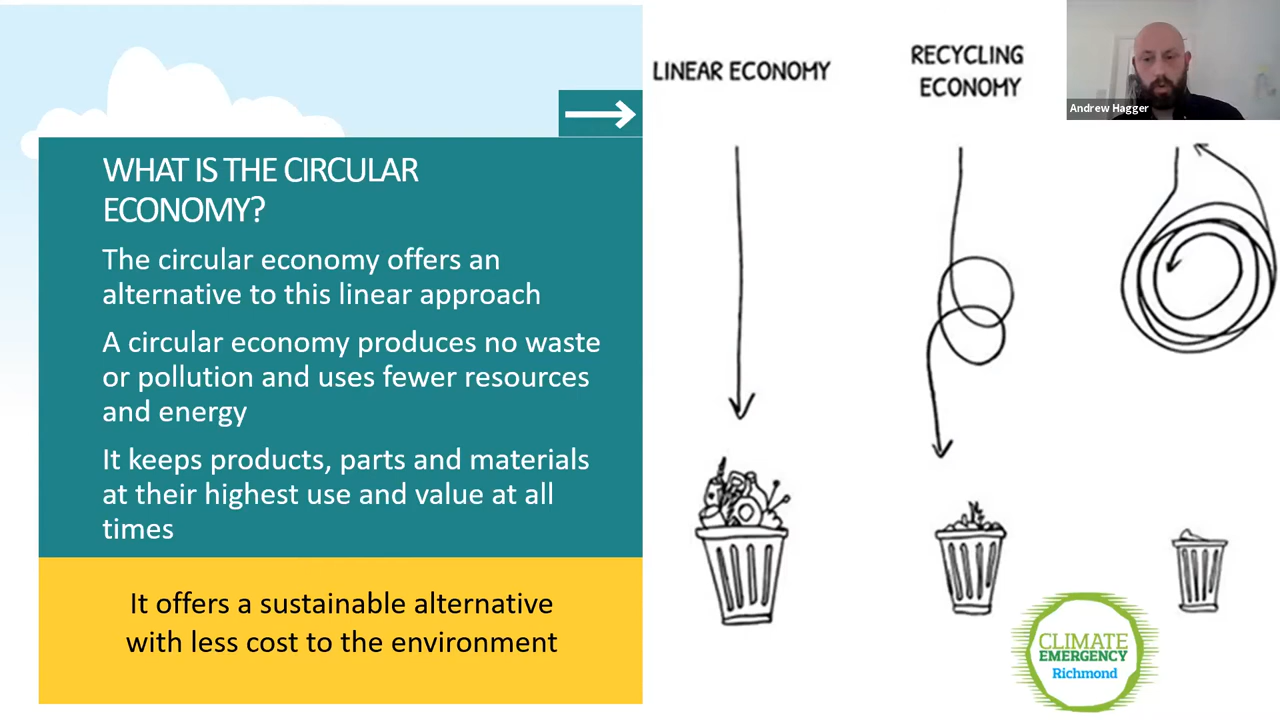 WHAT IS THE CIRCULAR
ECONOMY?
The circular economy offers an
alternative to this linear approach
A circular economy produces no waste
or pollution and uses fewer resources
and energy
It keeps products, parts and materials
at their highest use and value at all
times
It offers a sustainable alternative
with less cost to the environment
LINEAR ECONOMY
RECYCLING
ECONOMY
Andrew Hagger
CLIMATE
EMERGENCY
Richmond